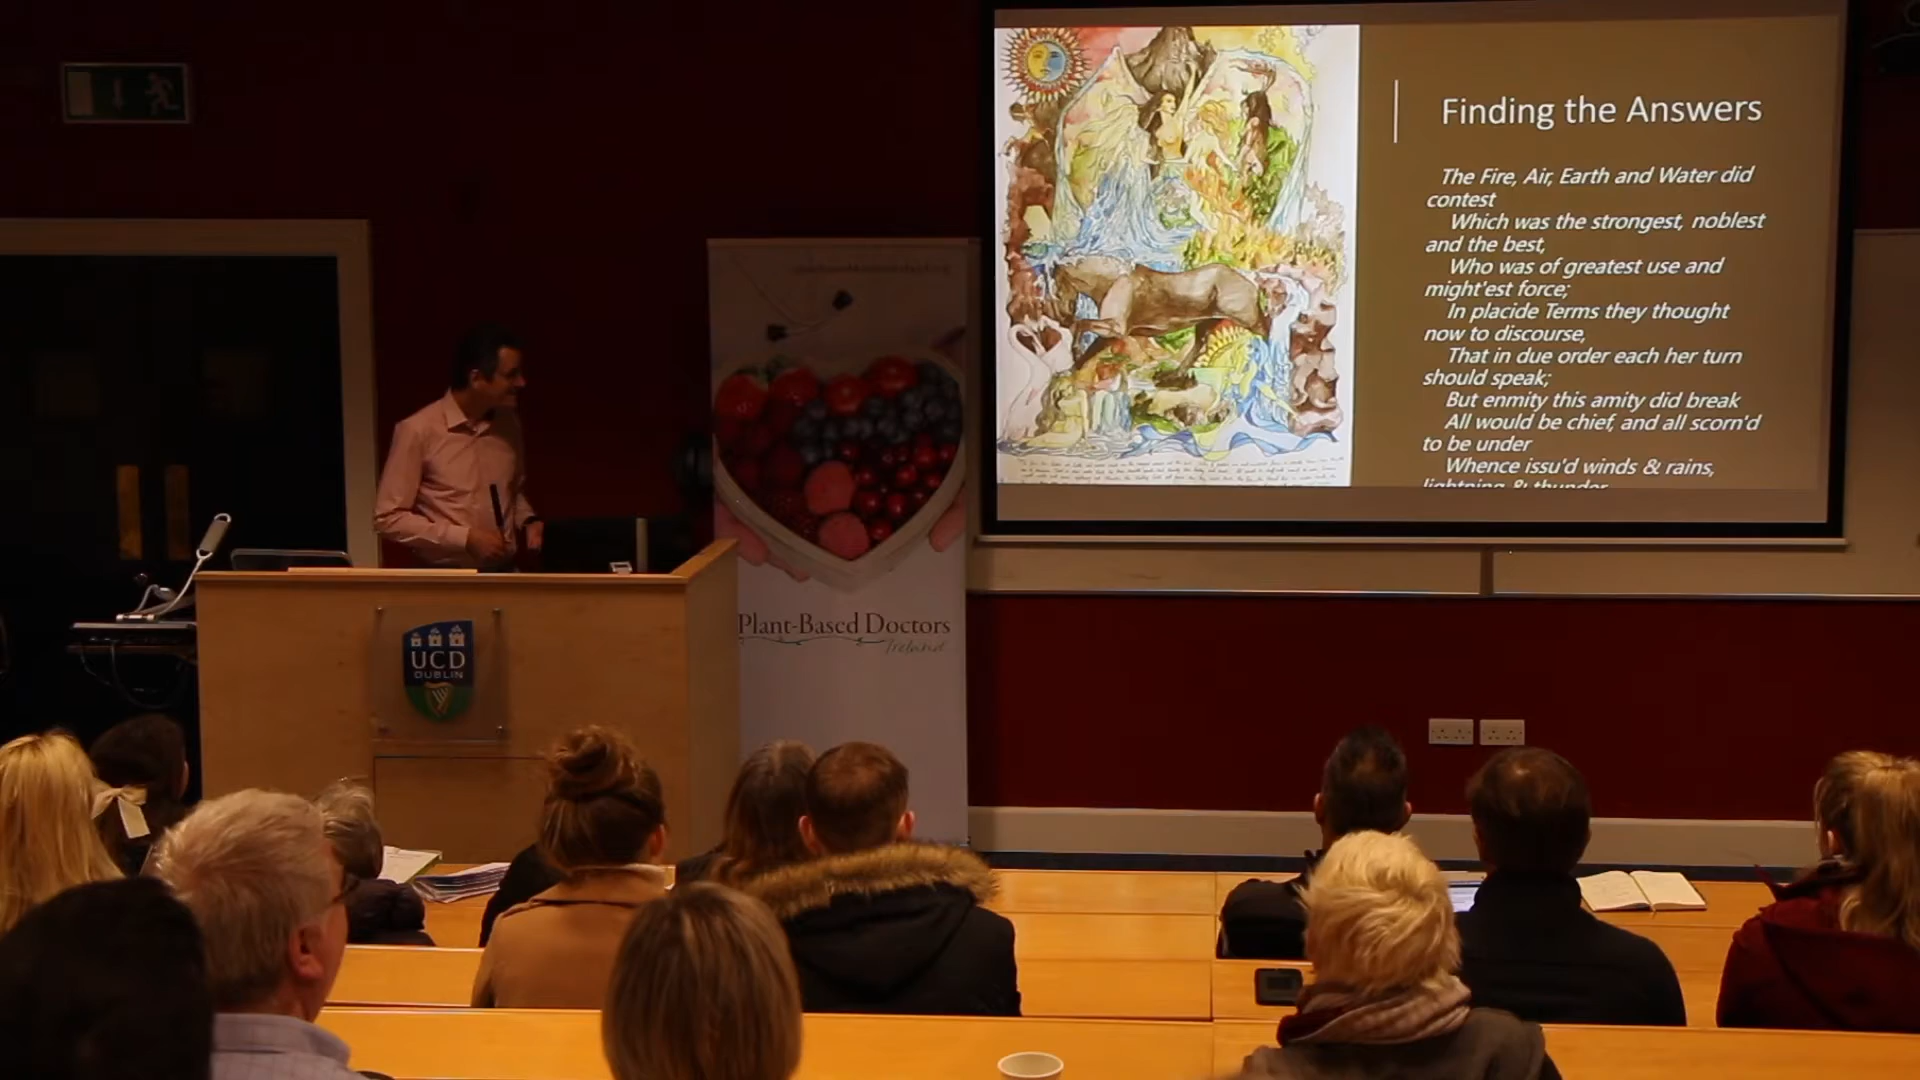 Finding the Answers
The Fire, Air, Earth and Water did
contest
Which was the strongest, noblest
and the best,
Who was of greatest use and
might'est force;
In placide Terms they thought
now to discourse,
That in due order each her turn
should speak;
But enmity this amity did break
All would be chief, and all scorn'd
to be under
Whence issu'd winds & rains,
lightning & thunder
Plant-Based Doctors
Ireland
UCD
DUBLIN